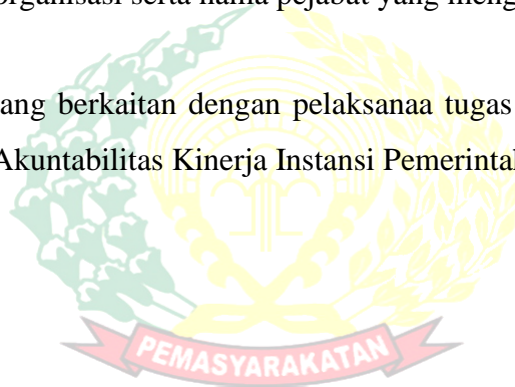 organisasi serta nama pejabat yang meng
ang berkaitan dengan pelaksanaa tugas
Akuntabilitas Kinerja Instansi Pemerintah
PEMASYARAKATAN